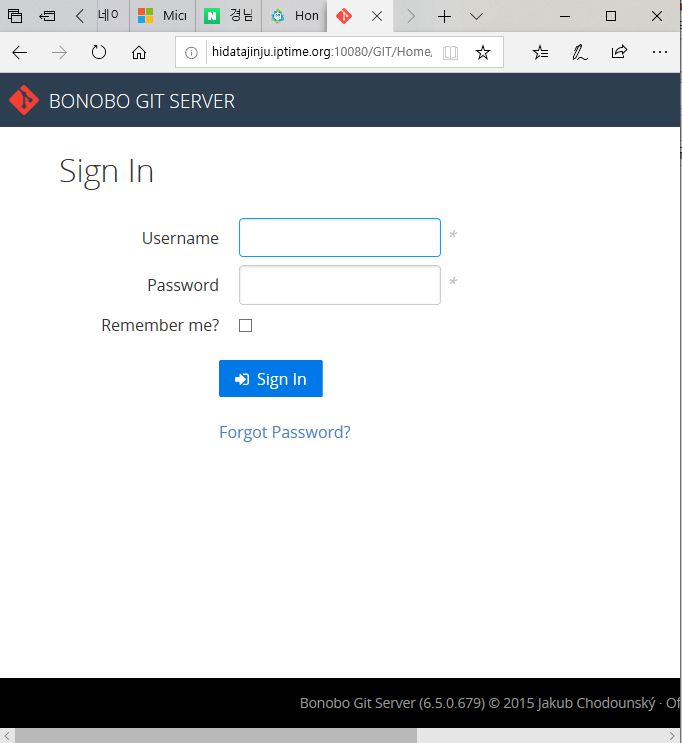 네이
Micr
경남
Hon
hidatajinju.iptime.org:10080/GIT/Home/
BONOBO GIT SERVER
Sign In
Username *
Password *
Remember me?
Sign In
Forgot Password?
Bonobo Git Server (6.5.0.679) © 2015 Jakub Chodounský · Of